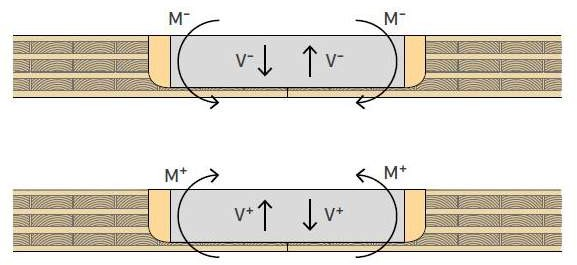 M⁻ M⁻
V⁻ V⁻
M⁺ M⁺
V⁺ V⁺